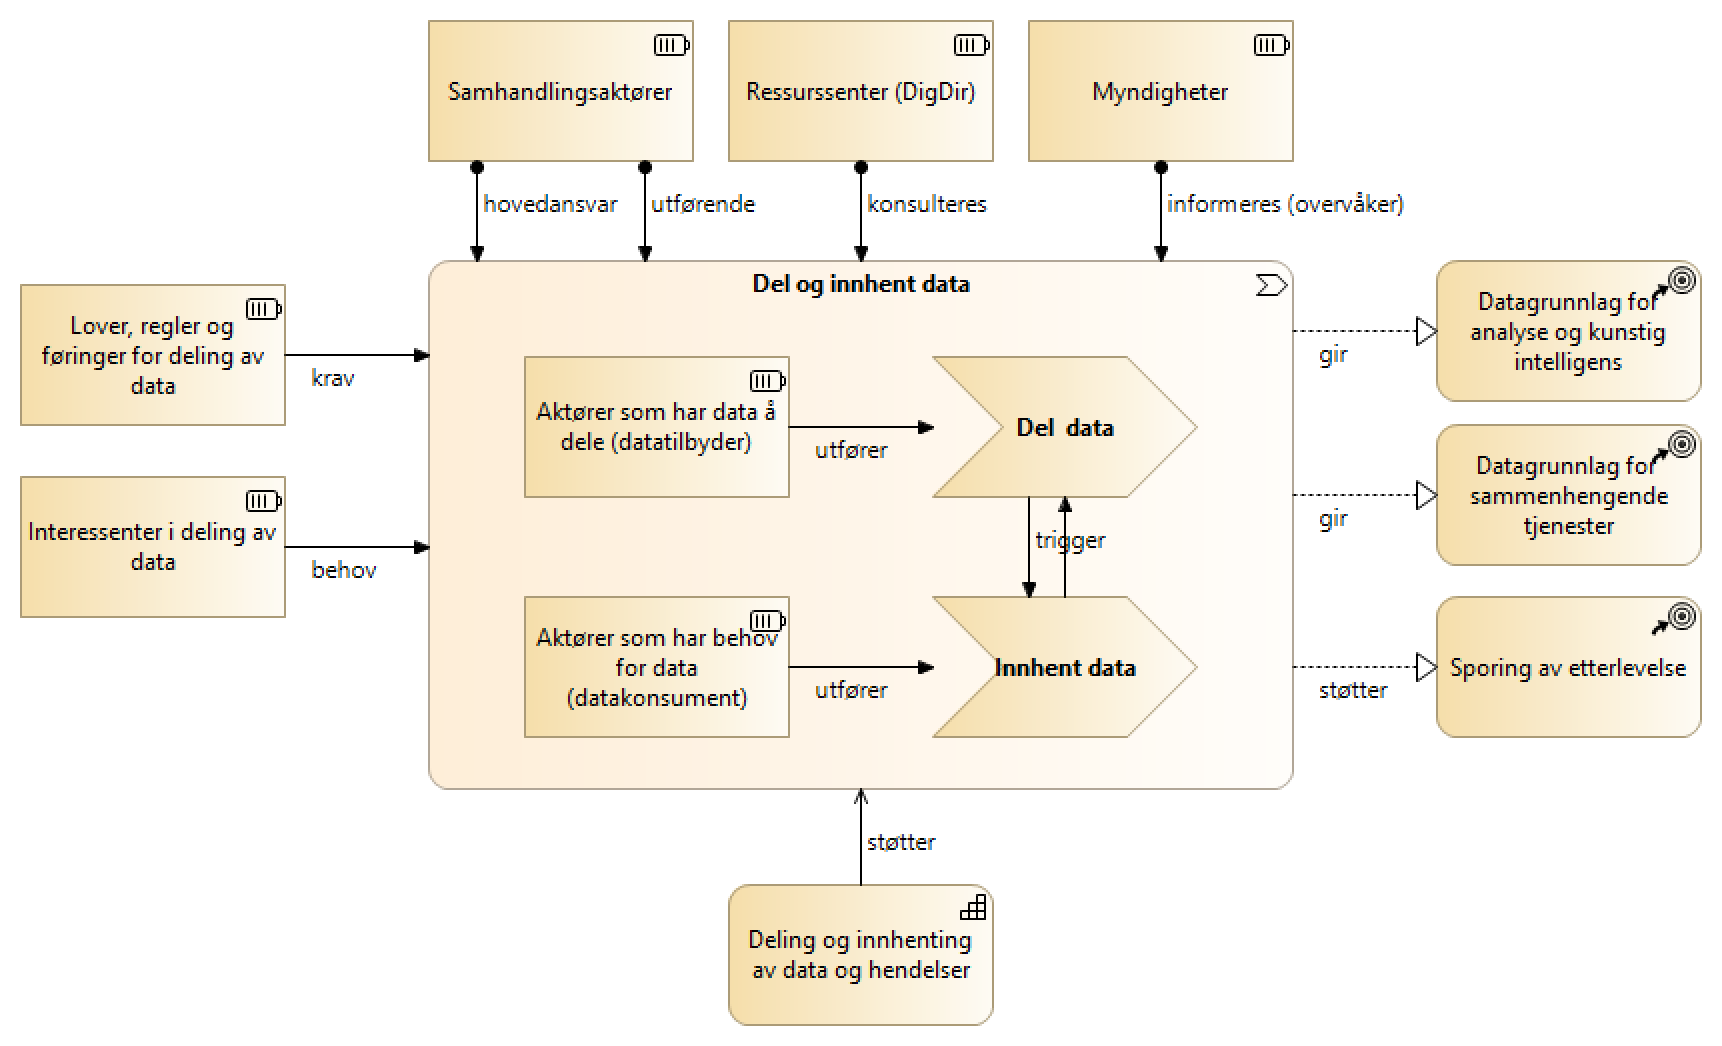 Samhandlingsaktører
Ressurssenter (DigDir)
Myndigheter
hovedansvar
utførende
konsulteres
informeres (overvåker)
Del og innhent data
Lover, regler og
føringer for deling av
data
krav
Interessenter i deling av
data
behov
Aktører som har data å
dele (datatilbyder)
utfører
Del data
trigger
Aktører som har behov
for data
(datakonsument)
utfører
Innhent data
gir
Datagrunnlag for
analyse og kunstig
intelligens
gir
Datagrunnlag for
sammenhengende
tjenester
støtter
Sporing av etterlevelse
støtter
Deling og innhenting
av data og hendelser